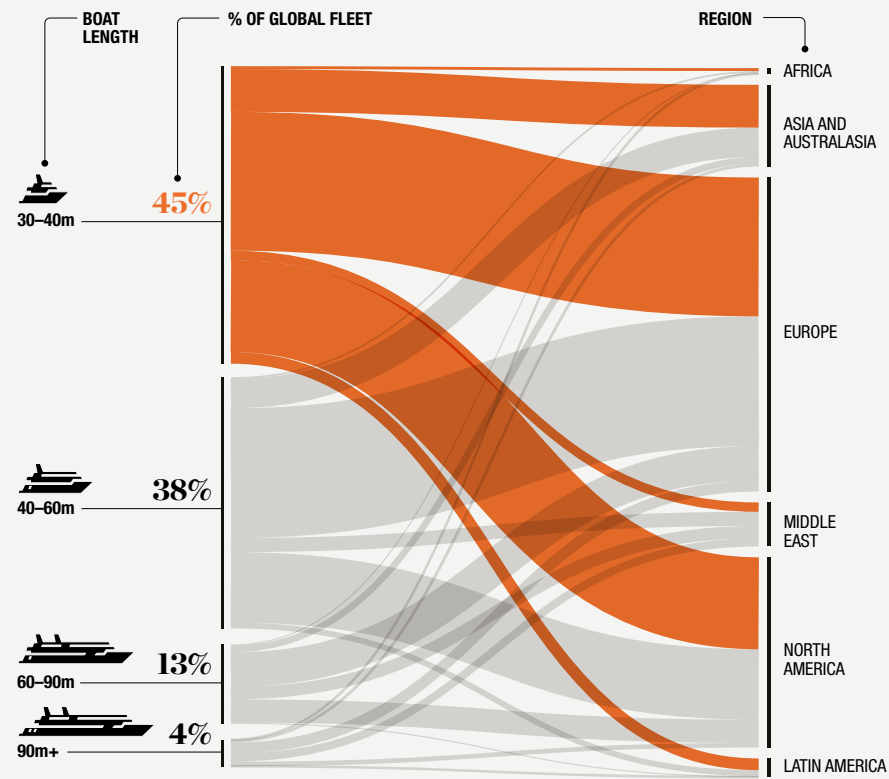 BOAT
LENGTH
% OF GLOBAL FLEET
REGION
30–40m
45%
40–60m
38%
60–90m
13%
90m+
4%
AFRICA
ASIA AND
AUSTRALASIA
EUROPE
MIDDLE
EAST
NORTH
AMERICA
LATIN AMERICA